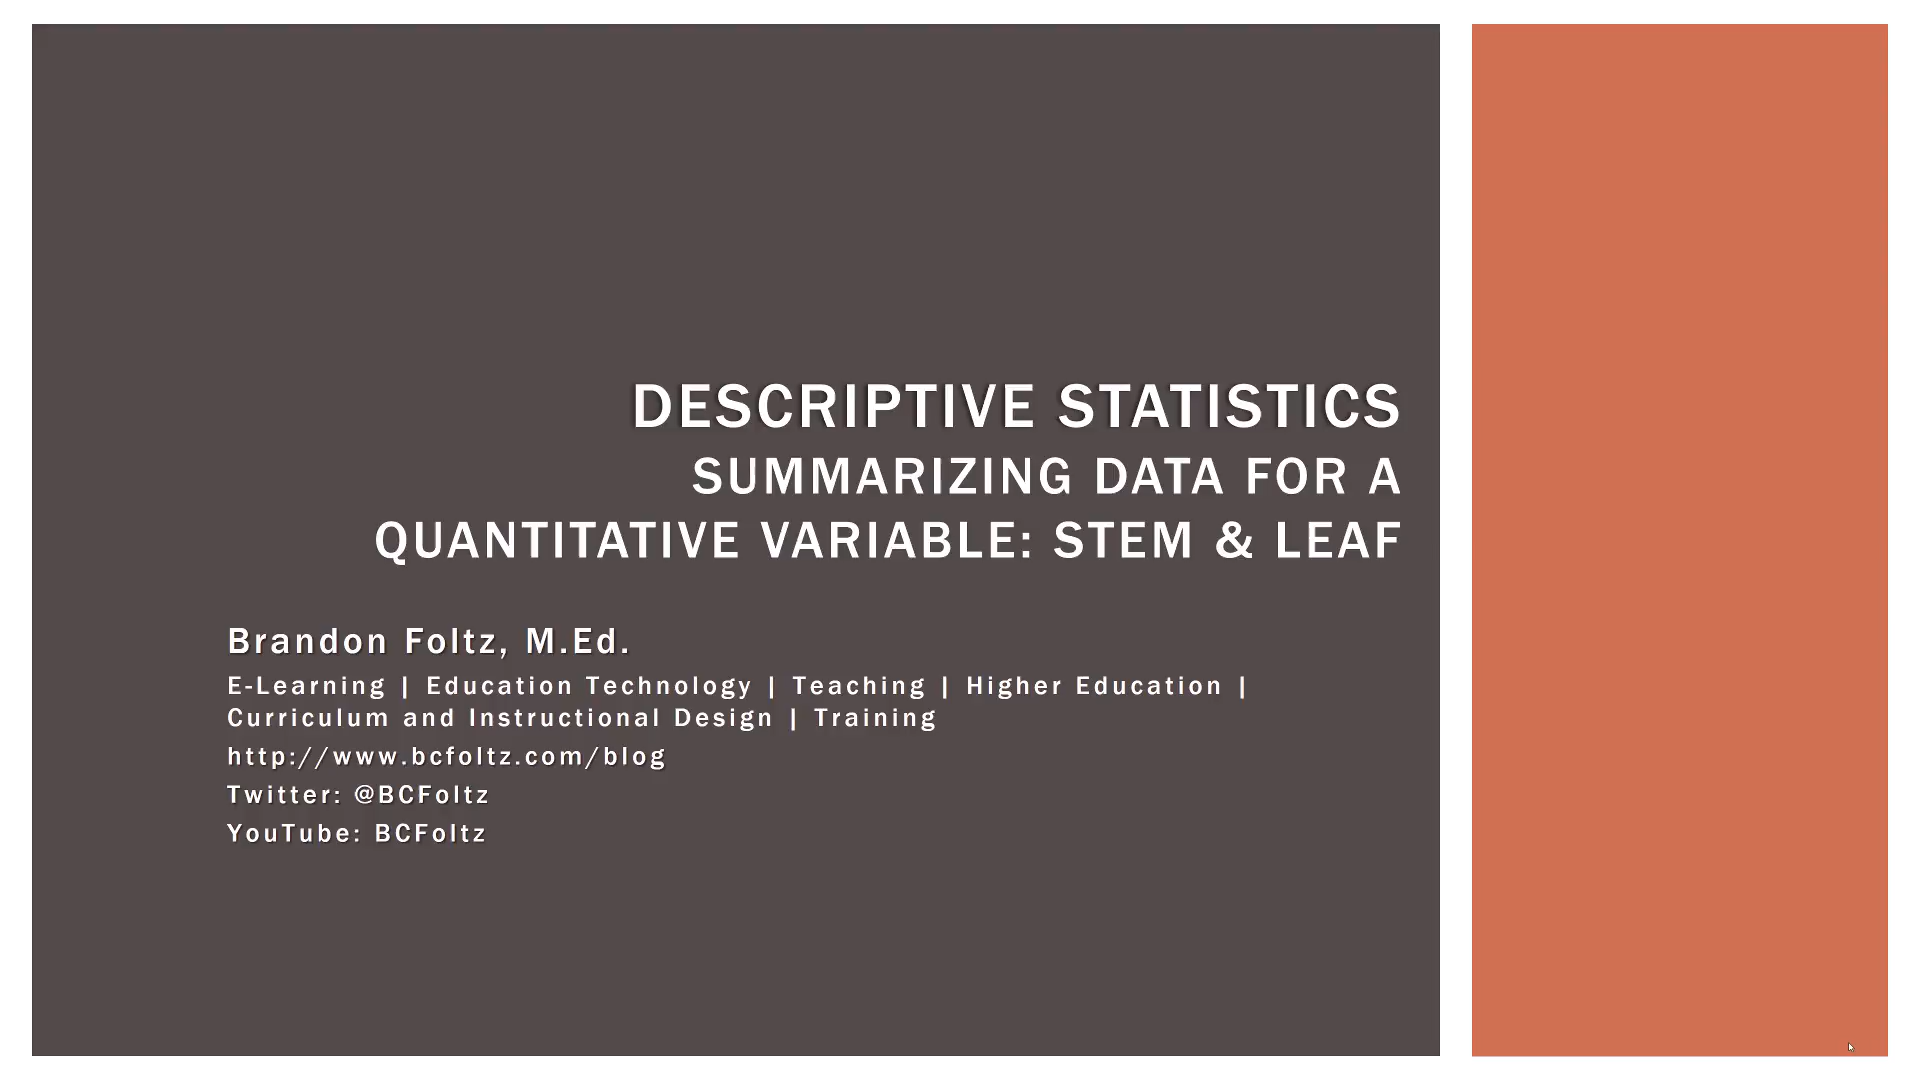 DESCRIPTIVE STATISTICS
SUMMARIZING DATA FOR A
QUANTITATIVE VARIABLE: STEM & LEAF
Brandon Foltz, M.Ed.
E-Learning | Education Technology | Teaching | Higher Education |
Curriculum and Instructional Design | Training
http://www.bcfoltz.com/blog
Twitter: @BCFoltz
YouTube: BCFoltz